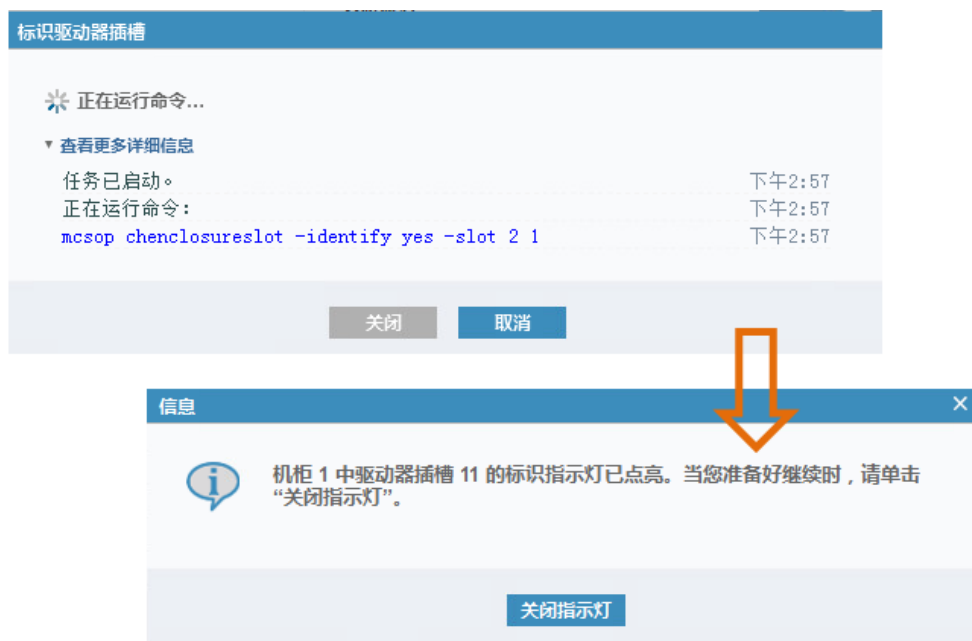 标识驱动器插槽
正在运行命令...
查看更多详细信息
任务已启动。 下午2:57
正在运行命令: 下午2:57
mcsop chenclosureslot -identify yes -slot 2 1 下午2:57
关闭 取消
信息
机柜 1 中驱动器插槽 11 的标识指示灯已点亮。当您准备好继续时，请单击
“关闭指示灯”。
关闭指示灯